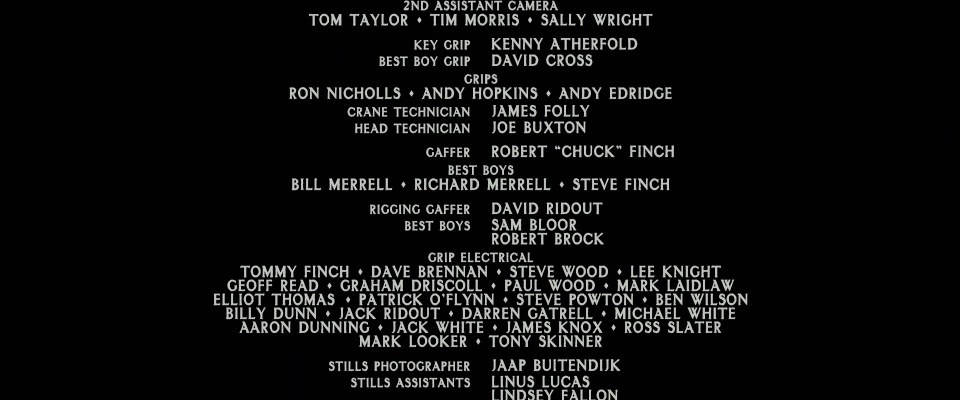 2ND ASSISTANT CAMERA
TOM TAYLOR ♦ TIM MORRIS ♦ SALLY WRIGHT
KEY GRIP KENNY ATHERFOLD
BEST BOY GRIP DAVID CROSS
GRIPS
RON NICHOLLS ♦ ANDY HOPKINS ♦ ANDY EDRIDGE
CRANE TECHNICIAN JAMES FOLLY
HEAD TECHNICIAN JOE BUXTON
GAFFER ROBERT “CHUCK” FINCH
BEST BOYS
BILL MERRELL ♦ RICHARD MERRELL ♦ STEVE FINCH
RIGGING GAFFER DAVID RIDOUT
BEST BOYS SAM BLOOR
ROBERT BROCK
GRIP ELECTRICAL
TOMMY FINCH ♦ DAVE BRENNAN ♦ STEVE WOOD ♦ LEE KNIGHT
GEOFF READ ♦ GRAHAM DRISCOLL ♦ PAUL WOOD ♦ MARK LAIDLAW
ELLIOT THOMAS ♦ PATRICK O'FLYNN ♦ STEVE POWTON ♦ BEN WILSON
BILLY DUNN ♦ JACK RIDOUT ♦ DARREN GATRELL ♦ MICHAEL WHITE
AARON DUNNING ♦ JACK WHITE ♦ JAMES KNOX ♦ ROSS SLATER
MARK LOOKER ♦ TONY SKINNER
STILLS PHOTOGRAPHER JAAP BUITENDIJK
STILLS ASSISTANTS LINUS LUCAS
LINDSEY FALLON